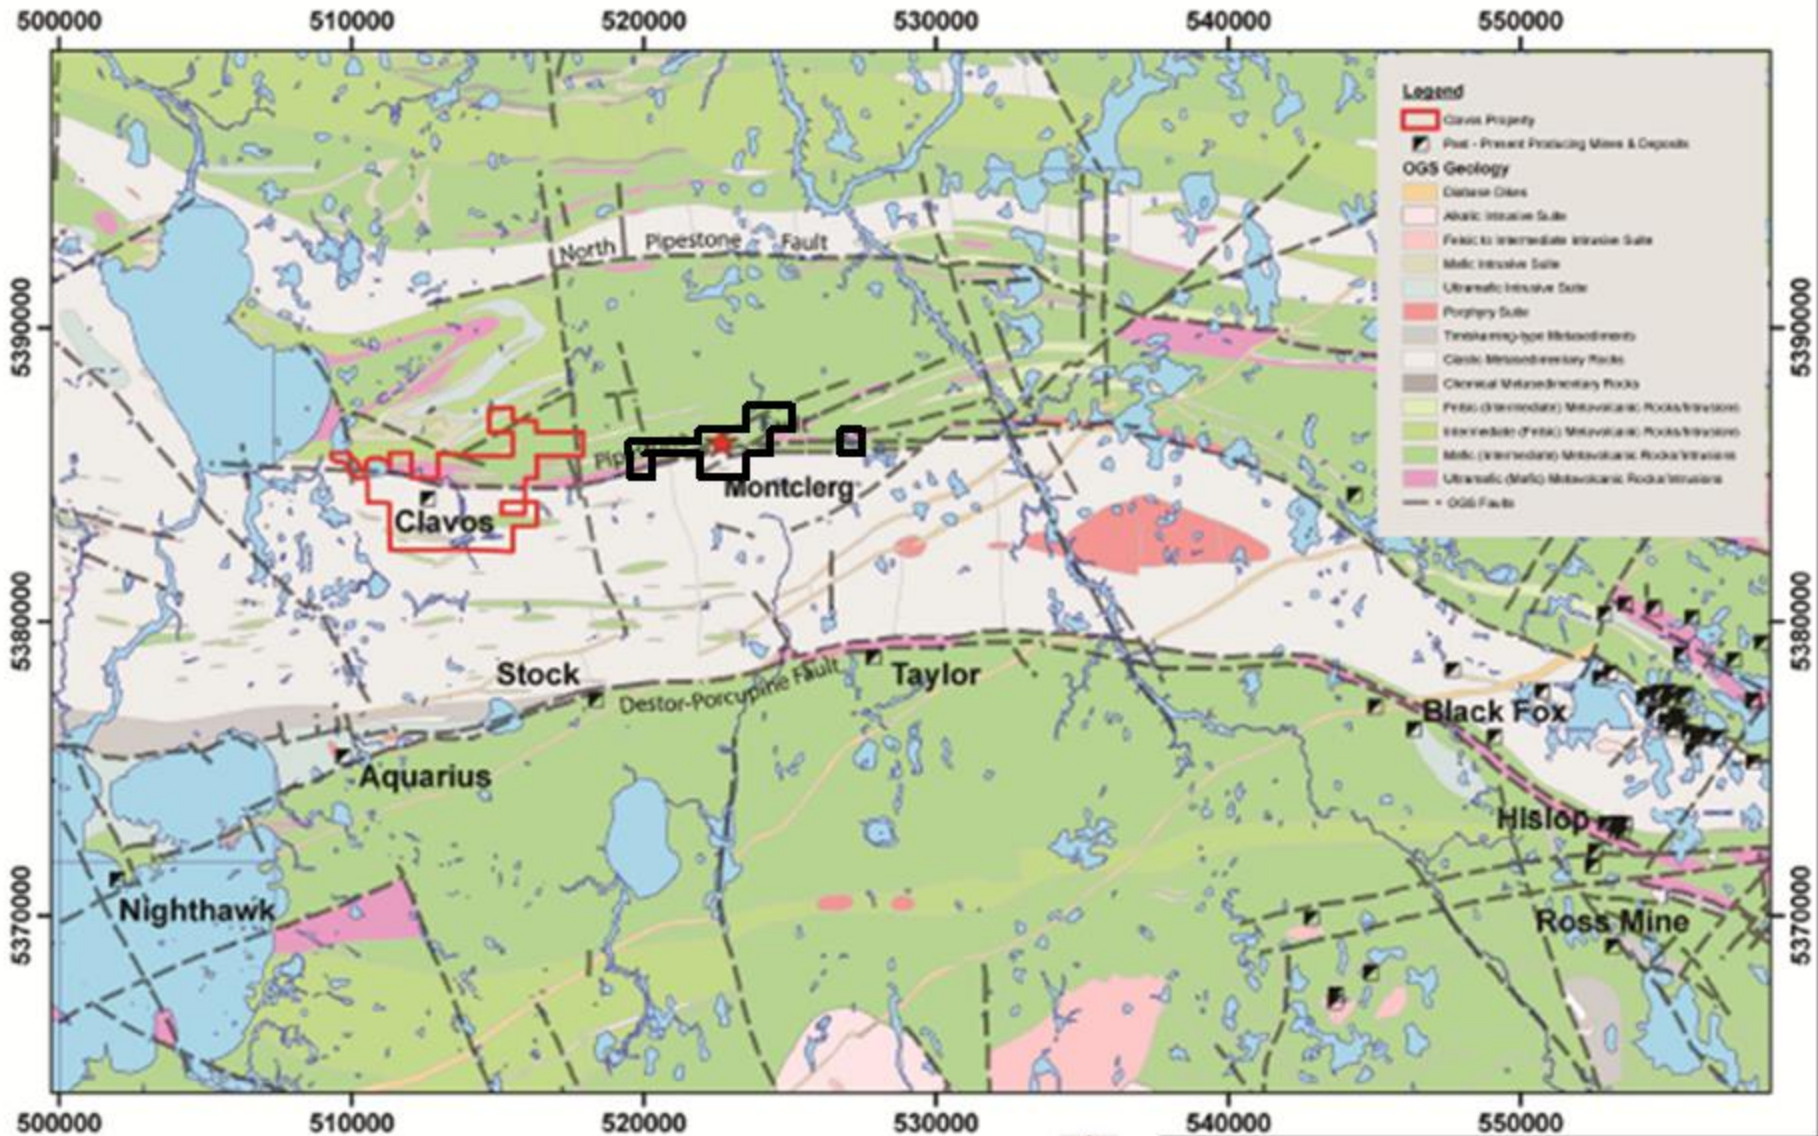 500000 510000 520000 530000 540000 550000
Legend
Clavos Property
Past - Present Producing Mines & Deposits
OGS Geology
Diabase Dikes
Alkalic Intrusive Suite
Felsic to Intermediate Intrusive Suite
Mafic Intrusive Suite
Ultramafic Intrusive Suite
Porphyry Suite
Timiskaming-type Metasediments
Clastic Metasedimentary Rocks
Chemical Metasedimentary Rocks
Felsic (Intermediate) Metavolcanic Rocks/Intrusions
Intermediate (Felsic) Metavolcanic Rocks/Intrusions
Mafic (Intermediate) Metavolcanic Rocks/Intrusions
Ultramafic (Mafic) Metavolcanic Rocks/Intrusions
OGS Faults
North Pipestone Fault
5390000
5390000
Montclerg
Clavos
5380000
5380000
Stock
Taylor
Destor-Porcupine Fault
Black Fox
Aquarius
Hislop
Nighthawk
Ross Mine
5370000
5370000
500000 510000 520000 530000 540000 550000